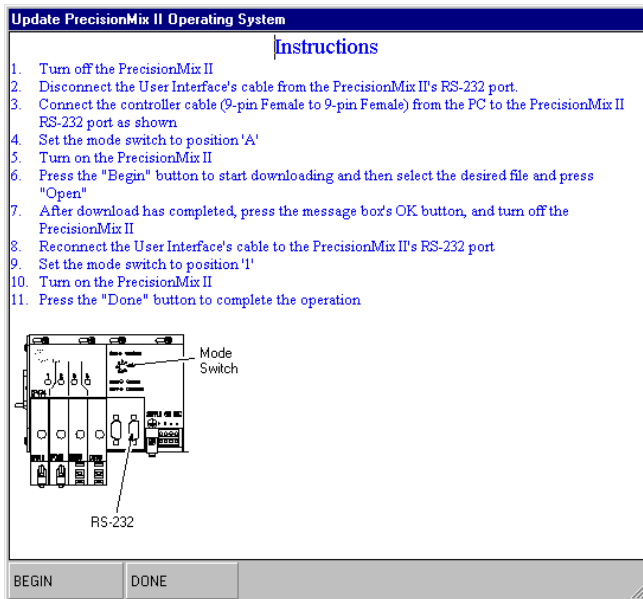 Update PrecisionMix II Operating System
Instructions
1. Turn off the PrecisionMix II
2. Disconnect the User Interface's cable from the PrecisionMix II's RS-232 port.
3. Connect the controller cable (9-pin Female to 9-pin Female) from the PC to the PrecisionMix II
RS-232 port as shown
4. Set the mode switch to position 'A'
5. Turn on the PrecisionMix II
6. Press the "Begin" button to start downloading and then select the desired file and press
"Open"
7. After download has completed, press the message box's OK button, and turn off the
PrecisionMix II
8. Reconnect the User Interface's cable to the PrecisionMix II's RS-232 port
9. Set the mode switch to position '1'
10. Turn on the PrecisionMix II
11. Press the "Done" button to complete the operation
Mode
Switch
RS-232
BEGIN
DONE